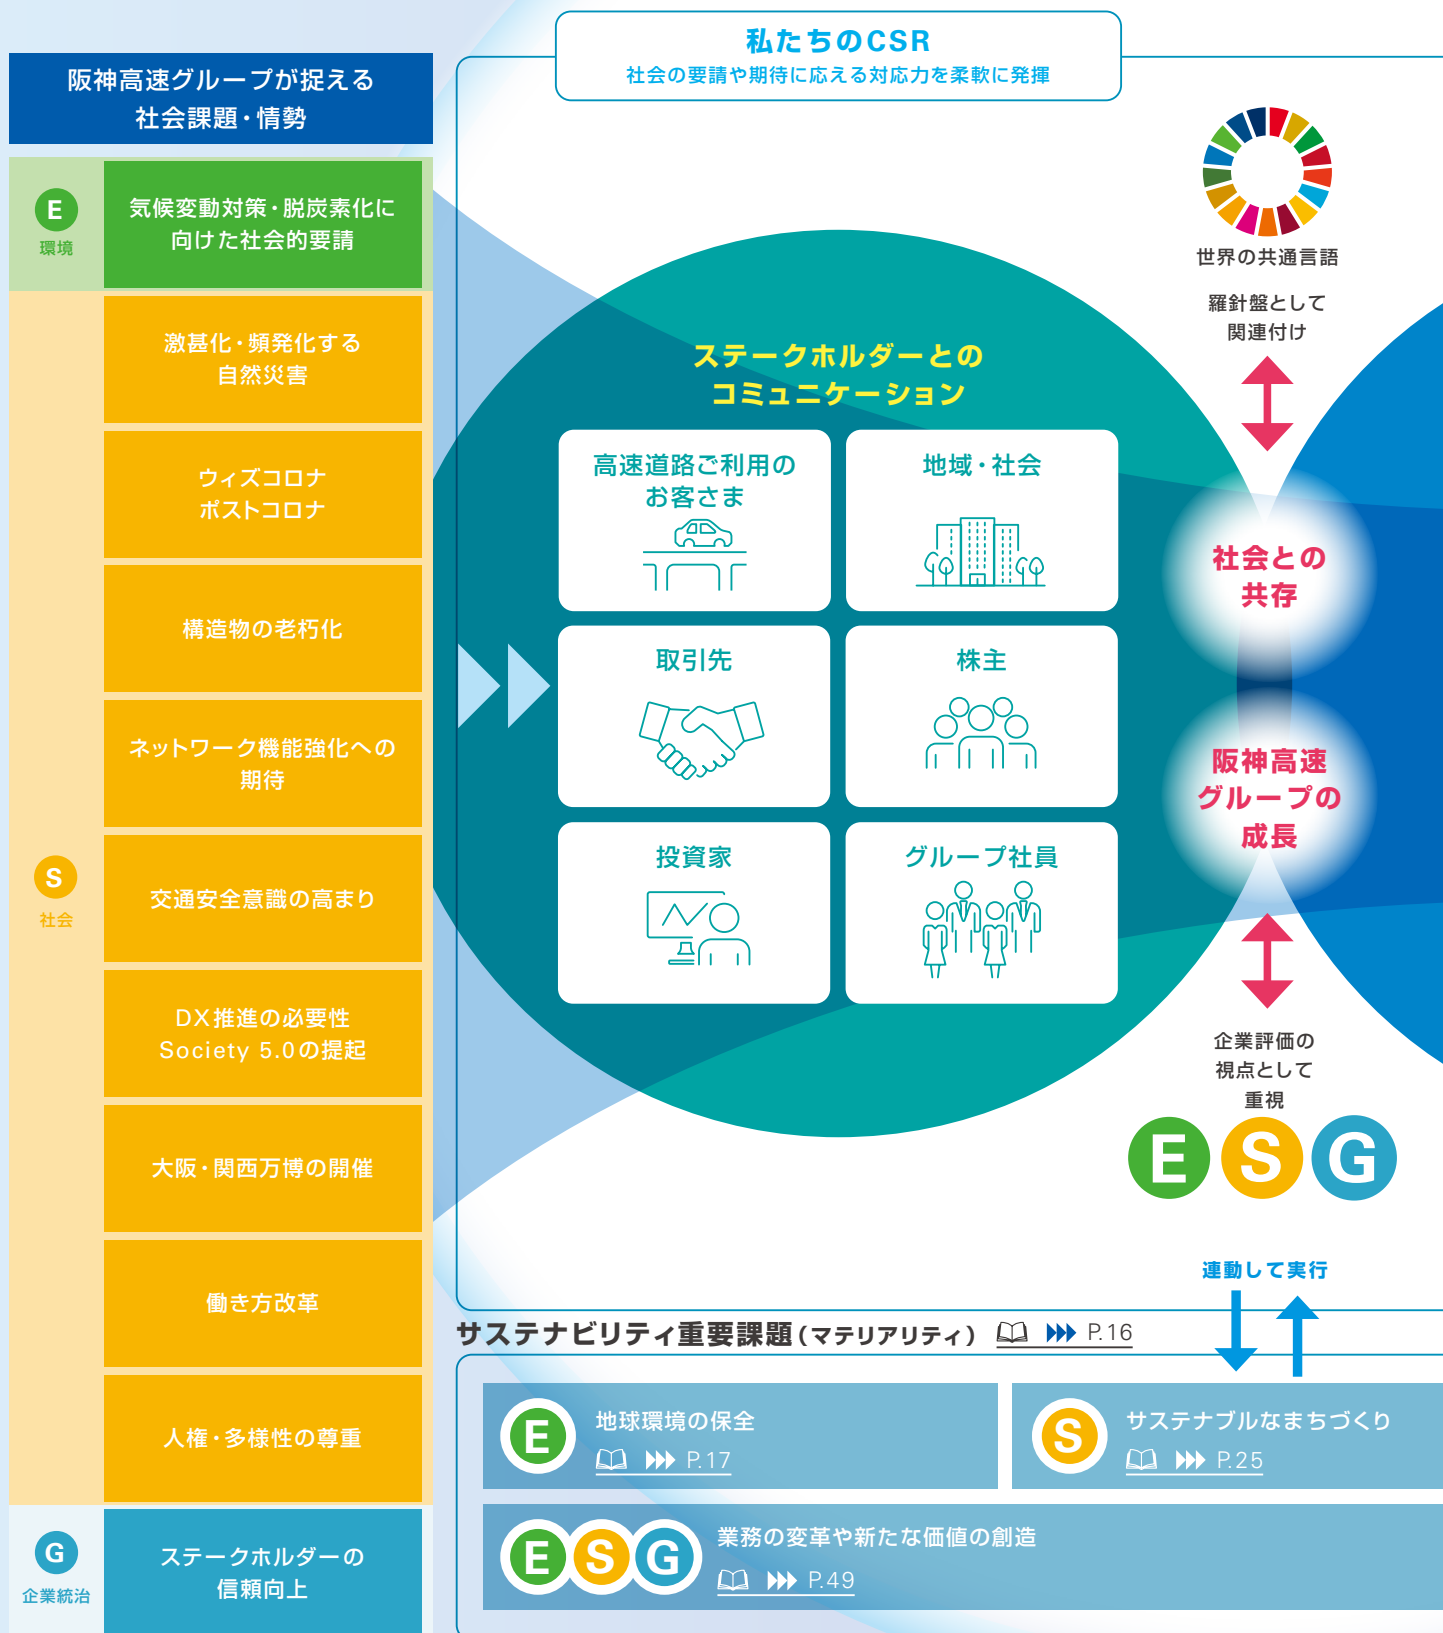 阪神高速グループが捉える
社会課題・情勢
E
環境
気候変動対策・脱炭素化に
向けた社会的要請
S
社会
激甚化・頻発化する
自然災害
ウィズコロナ
ポストコロナ
構造物の老朽化
ネットワーク機能強化への
期待
交通安全意識の高まり
DX推進の必要性
Society 5.0の提起
大阪・関西万博の開催
働き方改革
人権・多様性の尊重
G
企業統治
ステークホルダーの
信頼向上
私たちのCSR
社会の要請や期待に応える対応力を柔軟に発揮
ステークホルダーとの
コミュニケーション
高速道路ご利用の
お客さま
地域・社会
取引先
株主
投資家
グループ社員
世界の共通言語
羅針盤として
関連付け
社会との
共存
阪神高速
グループの
成長
企業評価の
視点として
重視
E S G
連動して実行
サステナビリティ重要課題(マテリアリティ) P.16
E
地球環境の保全
P.17
S
サステナブルなまちづくり
P.25
E S G
業務の変革や新たな価値の創造
P.49